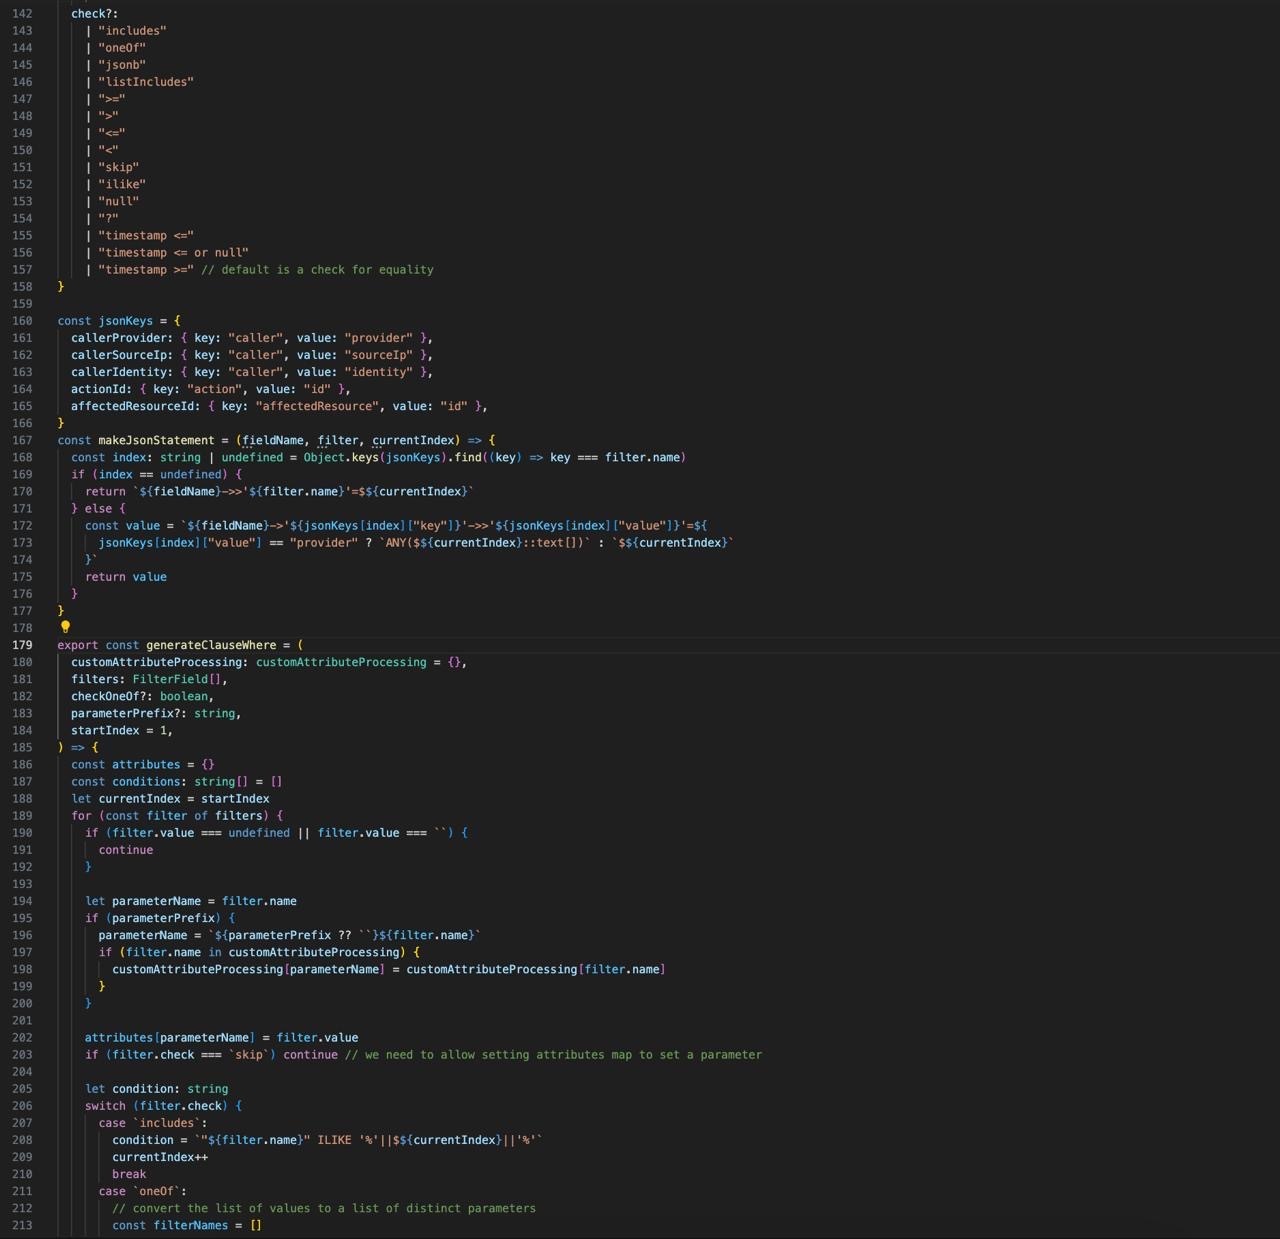 142 check?:
143 | "includes"
144 | "oneOf"
145 | "jsonb"
146 | "listIncludes"
147 | ">="
148 | ">"
149 | "<="
150 | "<"
151 | "skip"
152 | "ilike"
153 | "null"
154 | "?"
155 | "timestamp <="
156 | "timestamp <= or null"
157 | "timestamp >=" // default is a check for equality
158 }
159
160 const jsonKeys = {
161 callerProvider: { key: "caller", value: "provider" },
162 callerSourceIp: { key: "caller", value: "sourceIp" },
163 callerIdentity: { key: "caller", value: "identity" },
164 actionId: { key: "action", value: "id" },
165 affectedResourceId: { key: "affectedResource", value: "id" },
166 }
167 const makeJsonStatement = (fieldName, filter, currentIndex) => {
168 const index: string | undefined = Object.keys(jsonKeys).find((key) => key === filter.name)
169 if (index == undefined) {
170 return `${fieldName}->>'${filter.name}'=$${currentIndex}`
171 } else {
172 const value = `${fieldName}->'${jsonKeys[index]["key"]}'->>'${jsonKeys[index]["value"]}'=${
173 jsonKeys[index]["value"] == "provider" ? `ANY($${currentIndex}::text[])` : `$${currentIndex}`
174 }`
175 return value
176 }
177 }
178
179 export const generateClauseWhere = (
180 customAttributeProcessing: customAttributeProcessing = {},
181 filters: FilterField[],
182 checkOneOf?: boolean,
183 parameterPrefix?: string,
184 startIndex = 1,
185 ) => {
186 const attributes = {}
187 const conditions: string[] = []
188 let currentIndex = startIndex
189 for (const filter of filters) {
190 if (filter.value === undefined || filter.value === ``) {
191 continue
192 }
193
194 let parameterName = filter.name
195 if (parameterPrefix) {
196 parameterName = `${parameterPrefix ?? ``}${filter.name}`
197 if (filter.name in customAttributeProcessing) {
198 customAttributeProcessing[parameterName] = customAttributeProcessing[filter.name]
199 }
200 }
201
202 attributes[parameterName] = filter.value
203 if (filter.check === `skip`) continue // we need to allow setting attributes map to set a parameter
204
205 let condition: string
206 switch (filter.check) {
207 case `includes`:
208 condition = `"${filter.name}" ILIKE '%'||$${currentIndex}||'%'`
209 currentIndex++
210 break
211 case `oneOf`:
212 // convert the list of values to a list of distinct parameters
213 const filterNames = []